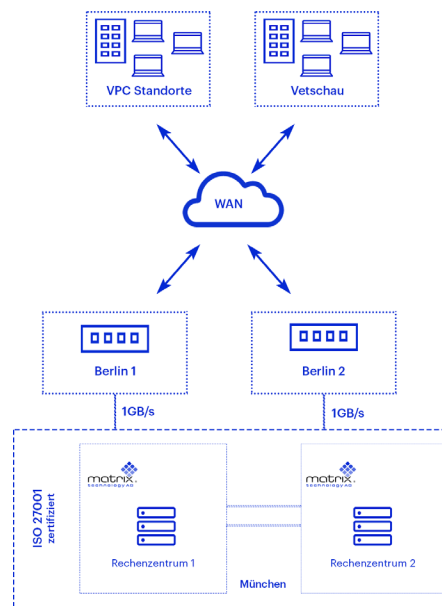 VPC Standorte
Vetschau
WAN
Berlin 1
Berlin 2
1GB/s
1GB/s
ISO 27001
zertifiziert
matrix
technology AG
matrix
technology AG
Rechenzentrum 1
Rechenzentrum 2
München